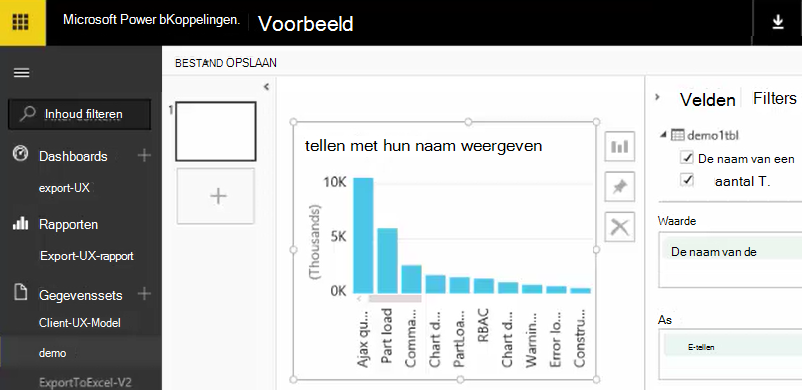 Microsoft Power bKoppelingen.
Voorbeeld
BESTAND OPSLAAN
Inhoud filteren
Dashboards
export-UX
Rapporten
Export-UX-rapport
Gegevenssets
Client-UX-Model
demo
ExportToExcel-V2
1
tellen met hun naam weergeven
(Thousands)
10K
5K
0K
Ajax qu...
Part load
Comma...
Chart d...
PartLoa...
RBAC
Chart d...
Warnin...
Error lo...
Constru...
Velden
Filters
demo1tbl
De naam van een
aantal T.
Waarde
De naam van de
As
E-tellen